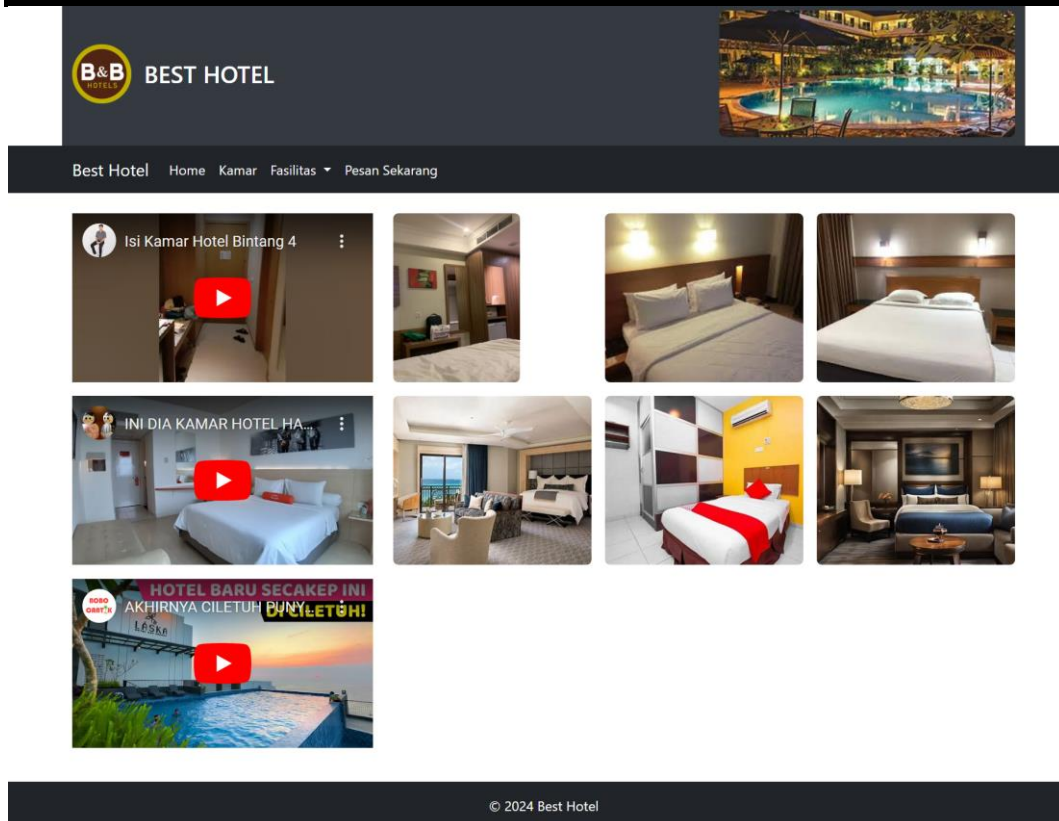 B&B
HOTELS
BEST HOTEL
Best Hotel Home Kamar Fasilitas Pesan Sekarang
Isi Kamar Hotel Bintang 4
INI DIA KAMAR HOTEL HA...
HOTEL BARU SECAKEP INI
DI CILETUH!
AKHIRNYA CILETUH PUNY...
LASKA
© 2024 Best Hotel